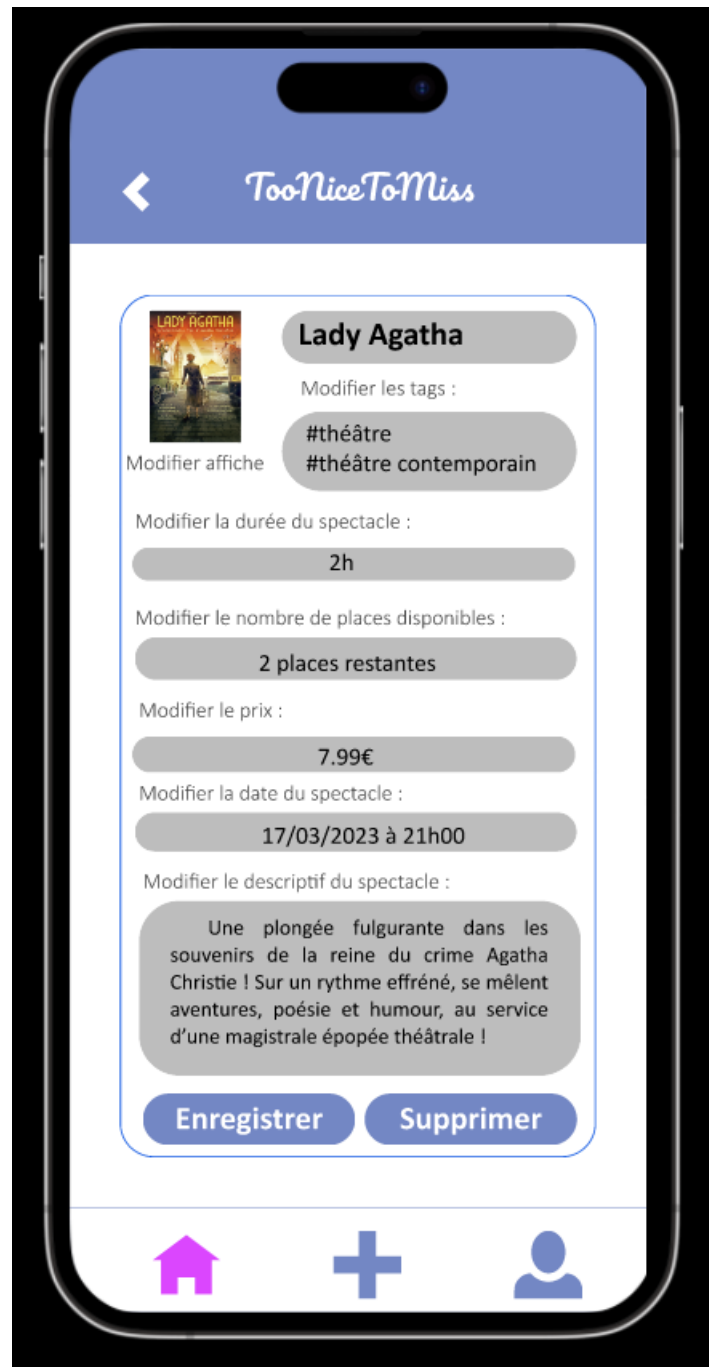 TooNiceToMiss
LADY AGATHA
Lady Agatha
Modifier les tags :
#théâtre
#théâtre contemporain
Modifier affiche
Modifier la durée du spectacle :
2h
Modifier le nombre de places disponibles :
2 places restantes
Modifier le prix :
7.99€
Modifier la date du spectacle :
17/03/2023 à 21h00
Modifier le descriptif du spectacle :
Une plongée fulgurante dans les
souvenirs de la reine du crime Agatha
Christie ! Sur un rythme effréné, se mêlent
aventures, poésie et humour, au service
d’une magistrale épopée théâtrale !
Enregistrer
Supprimer